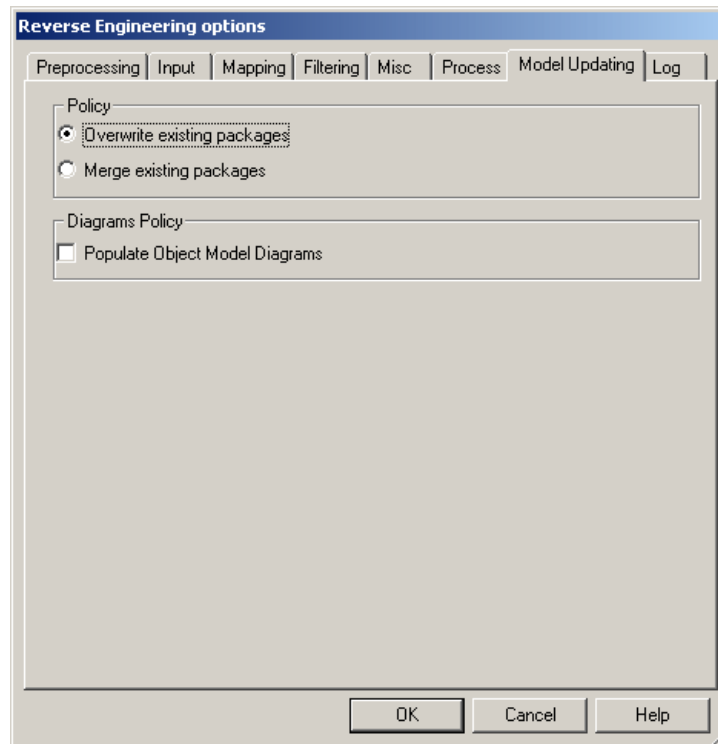 Reverse Engineering options
Preprocessing Input Mapping Filtering Misc Process Model Updating Log
Policy
Overwrite existing packages
Merge existing packages
Diagrams Policy
Populate Object Model Diagrams
OK Cancel Help